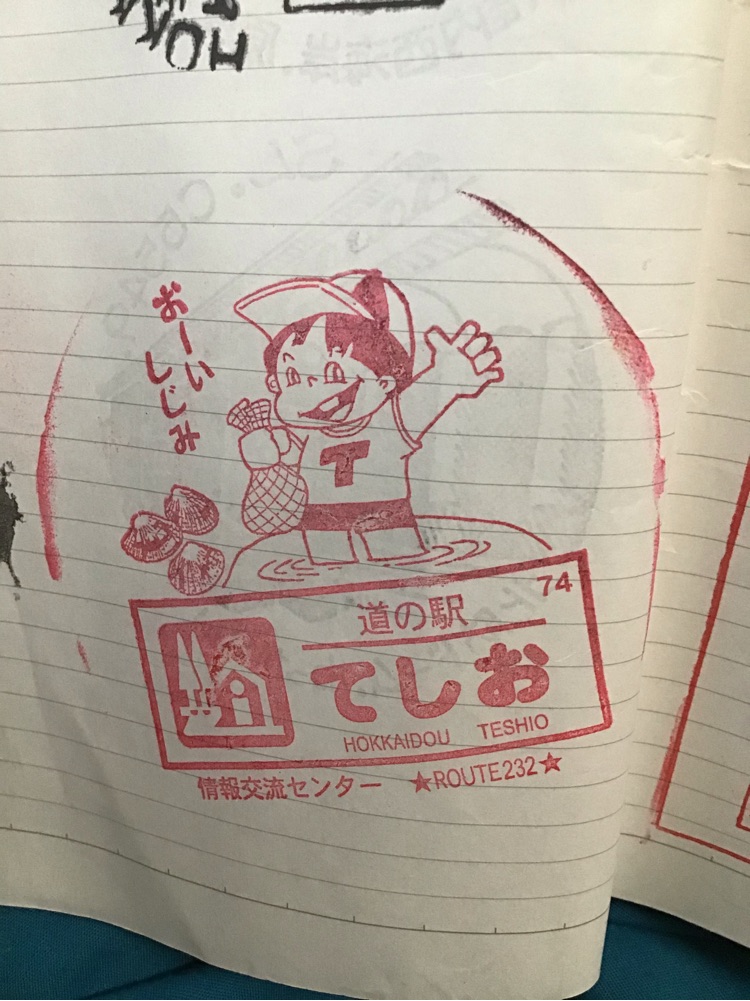 おーい
しじみ
T
74
道の駅
てしお
HOKKAIDOU TESHIO
情報交流センター ★ROUTE232★